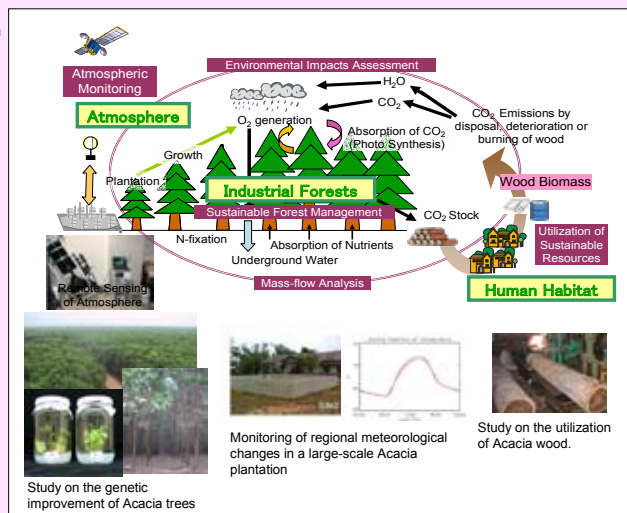 Environmental Impacts Assessment
Atmospheric
Monitoring
Atmosphere
H2O
CO2
O2 generation
Absorption of CO2
(Photo Synthesis)
CO2 Emissions by
disposal, deterioration or
burning of wood
Growth
Plantation
Industrial Forests
Wood Biomass
Sustainable Forest Management
CO2 Stock
N-fixation
Absorption of Nutrients
Underground Water
Utilization of
Sustainable
Resources
Mass-flow Analysis
Human Habitat
Remote Sensing
of Atmosphere
Monitoring of regional meteorological
changes in a large-scale Acacia
plantation
Study on the utilization
of Acacia wood.
Study on the genetic
improvement of Acacia trees